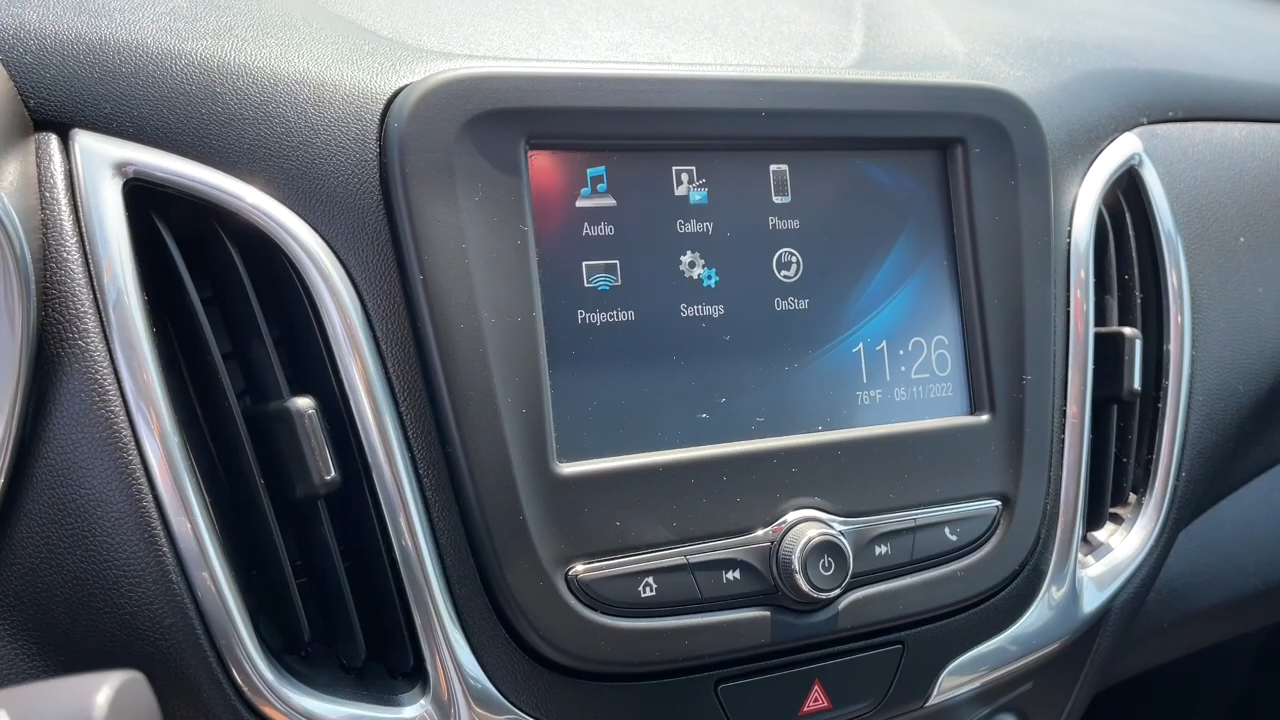 Audio
Gallery
Phone
Projection
Settings
OnStar
11:26
76°F - 05/11/2022